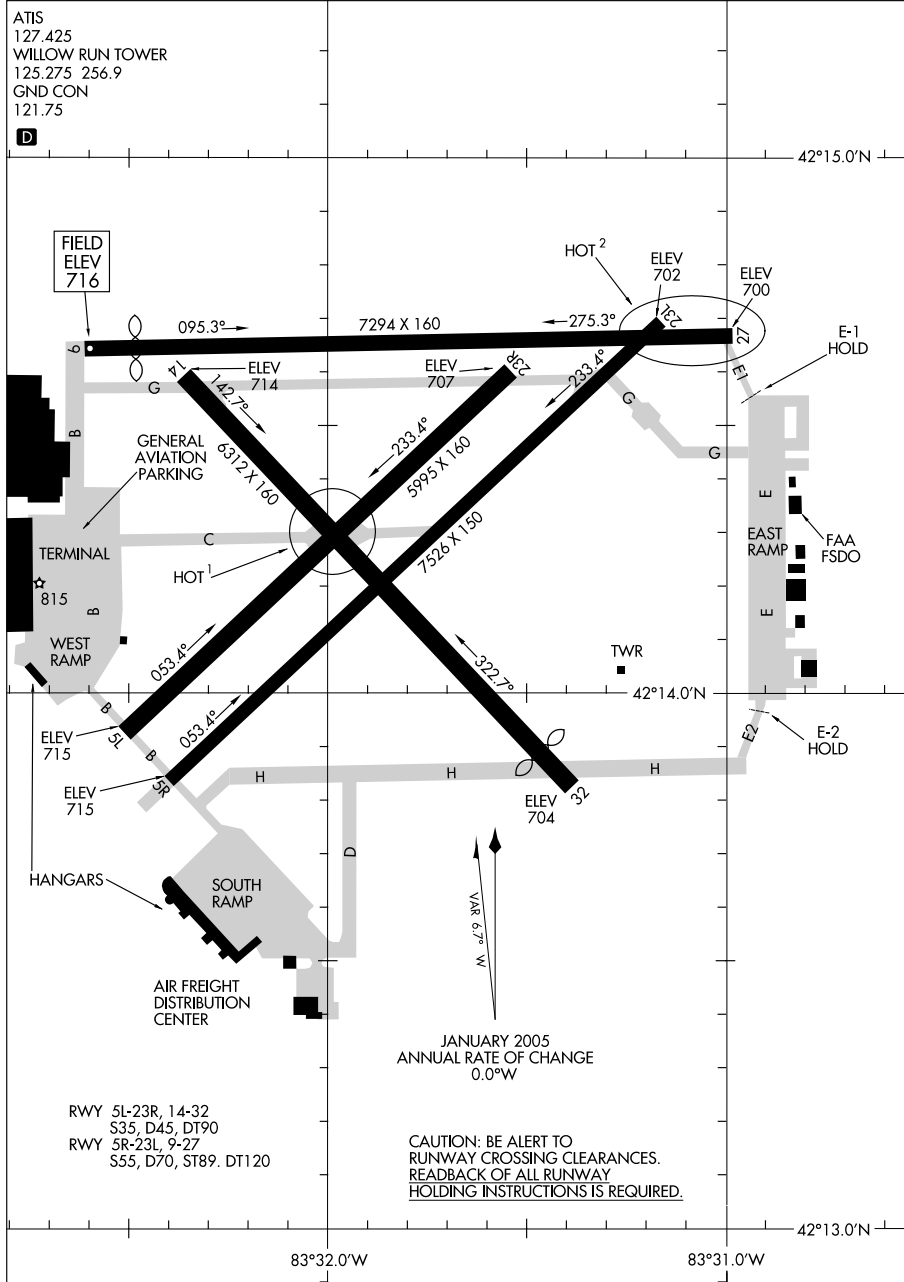 ATIS
127.425
WILLOW RUN TOWER
125.275 256.9
GND CON
121.75
D
42°15.0'N
FIELD
ELEV
716
HOT 2
ELEV
702
ELEV
700
095.3°
7294 X 160
275.3°
23L
27
E-1
HOLD
9
14
ELEV
714
ELEV
707
23R
233.4°
E1
G
142.7°
G
B
GENERAL
AVIATION
PARKING
6312 X 160
233.4°
5995 X 160
G
E
TERMINAL
C
7526 X 150
EAST
RAMP
FAA
FSDO
HOT 1
815
B
E
WEST
RAMP
053.4°
322.7°
TWR
42°14.0'N
B
053.4°
ELEV
715
5L
B
E2
E-2
HOLD
ELEV
715
5R
H
H
H
ELEV
704
32
D
HANGARS
SOUTH
RAMP
VAR 6.7° W
AIR FREIGHT
DISTRIBUTION
CENTER
JANUARY 2005
ANNUAL RATE OF CHANGE
0.0°W
RWY 5L-23R, 14-32
S35, D45, DT90
RWY 5R-23L, 9-27
S55, D70, ST89. DT120
CAUTION: BE ALERT TO
RUNWAY CROSSING CLEARANCES.
READBACK OF ALL RUNWAY
HOLDING INSTRUCTIONS IS REQUIRED.
42°13.0'N
83°32.0'W
83°31.0'W